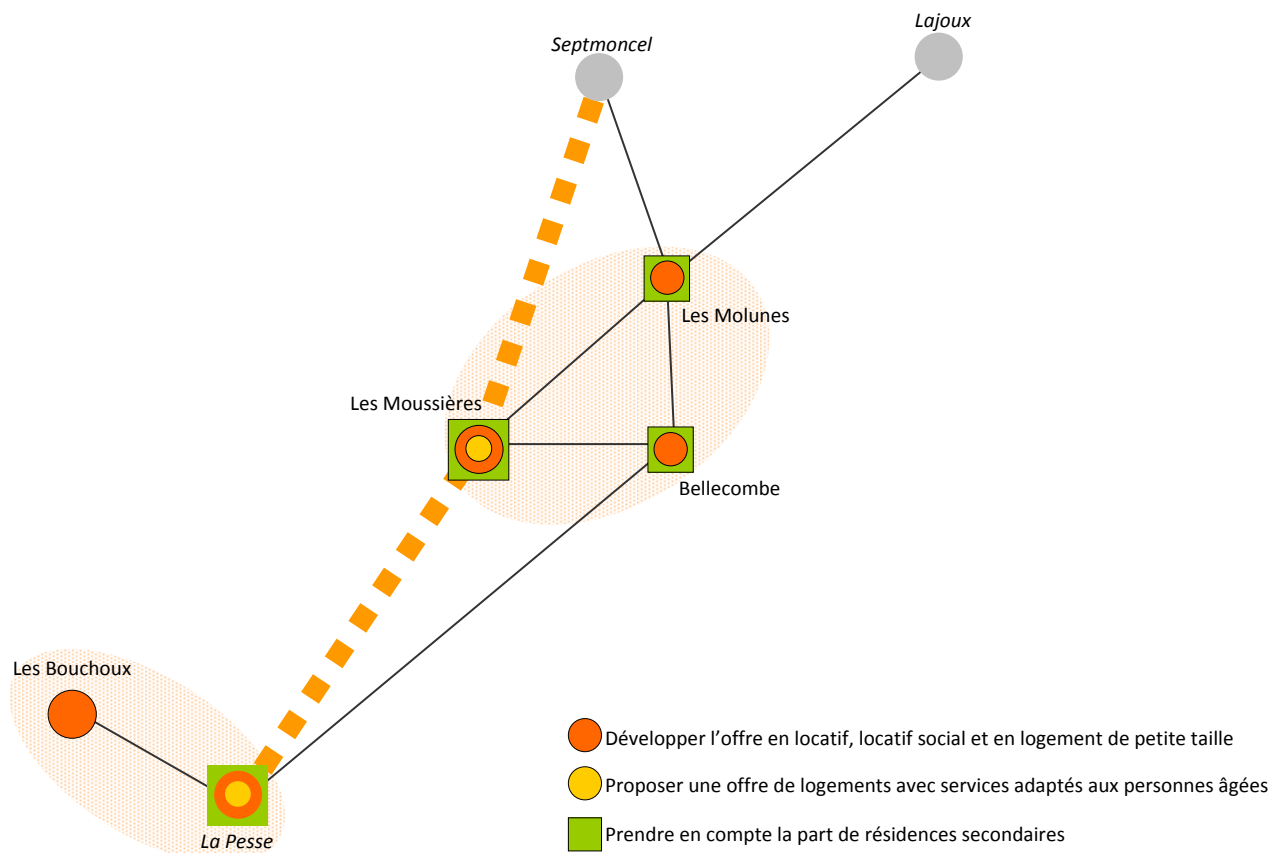 Lajoux
Septmoncel
Les Molunes
Les Moussières
Bellecombe
Les Bouchoux
La Pesse
Développer l’offre en locatif, locatif social et en logement de petite taille
Proposer une offre de logements avec services adaptés aux personnes âgées
Prendre en compte la part de résidences secondaires